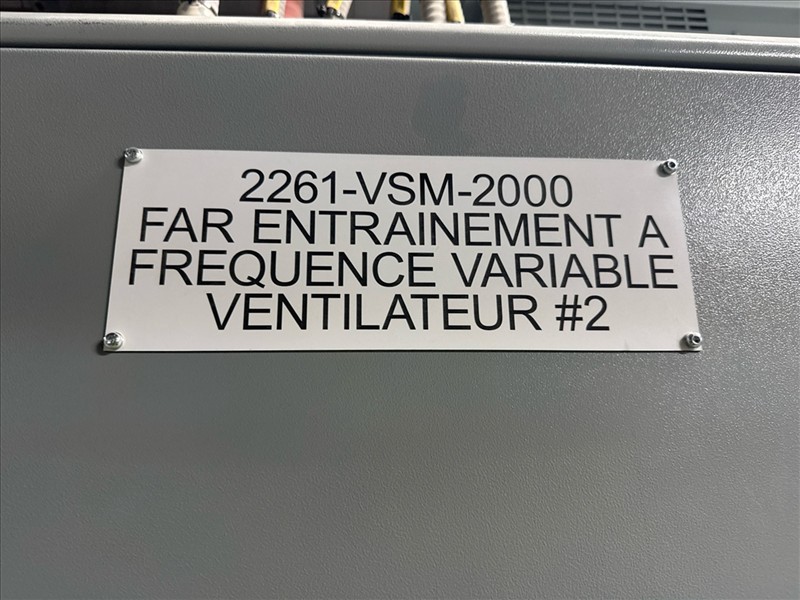 2261-VSM-2000
FAR ENTRAINEMENT A
FREQUENCE VARIABLE
VENTILATEUR #2